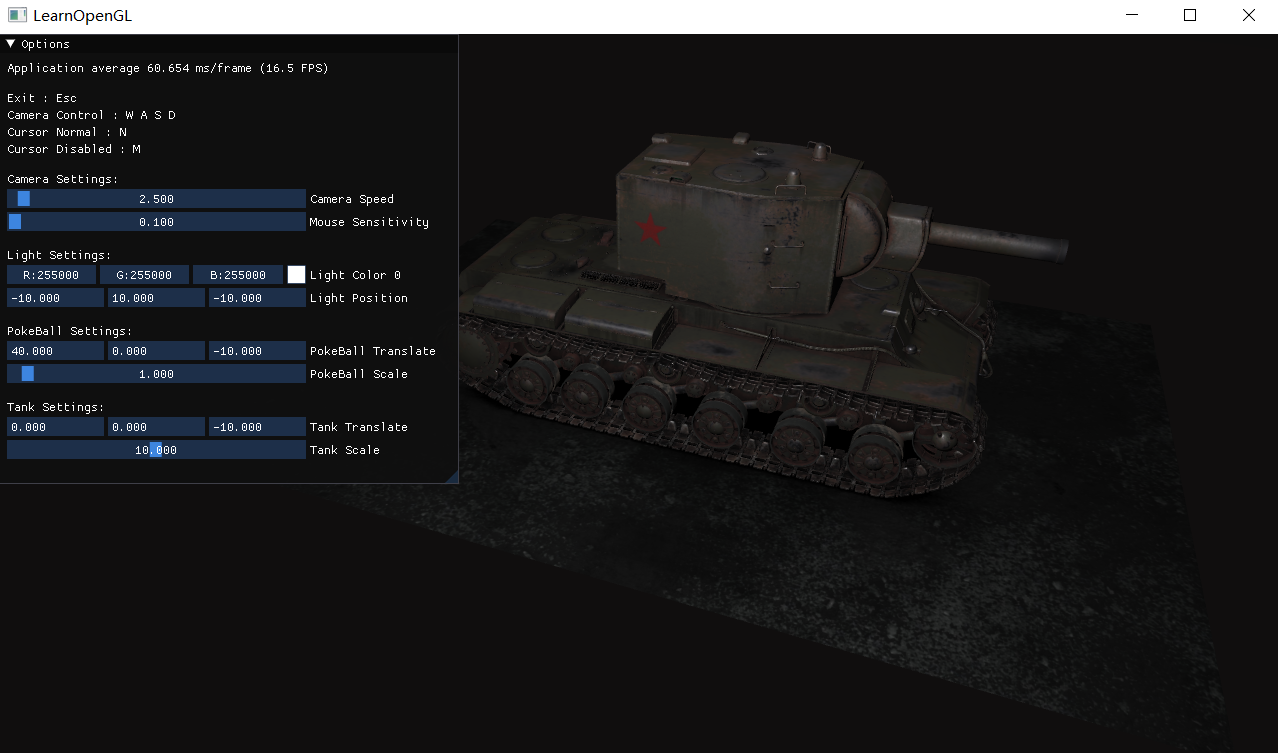 LearnOpenGL
Options
Application average 60.654 ms/frame (16.5 FPS)
Exit : Esc
Camera Control : W A S D
Cursor Normal : N
Cursor Disabled : M
Camera Settings:
2.500 Camera Speed
0.100 Mouse Sensitivity
Light Settings:
R:255000 G:255000 B:255000 Light Color 0
-10.000 10.000 -10.000 Light Position
PokeBall Settings:
40.000 0.000 -10.000 PokeBall Translate
1.000 PokeBall Scale
Tank Settings:
0.000 0.000 -10.000 Tank Translate
10.000 Tank Scale